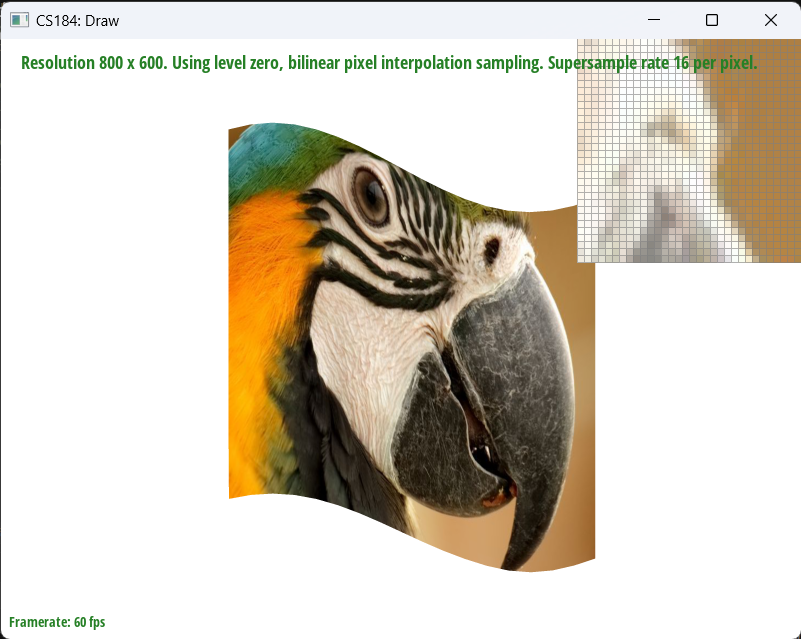 CS184: Draw
Resolution 800 x 600. Using level zero, bilinear pixel interpolation sampling. Supersample rate 16 per pixel.
Framerate: 60 fps